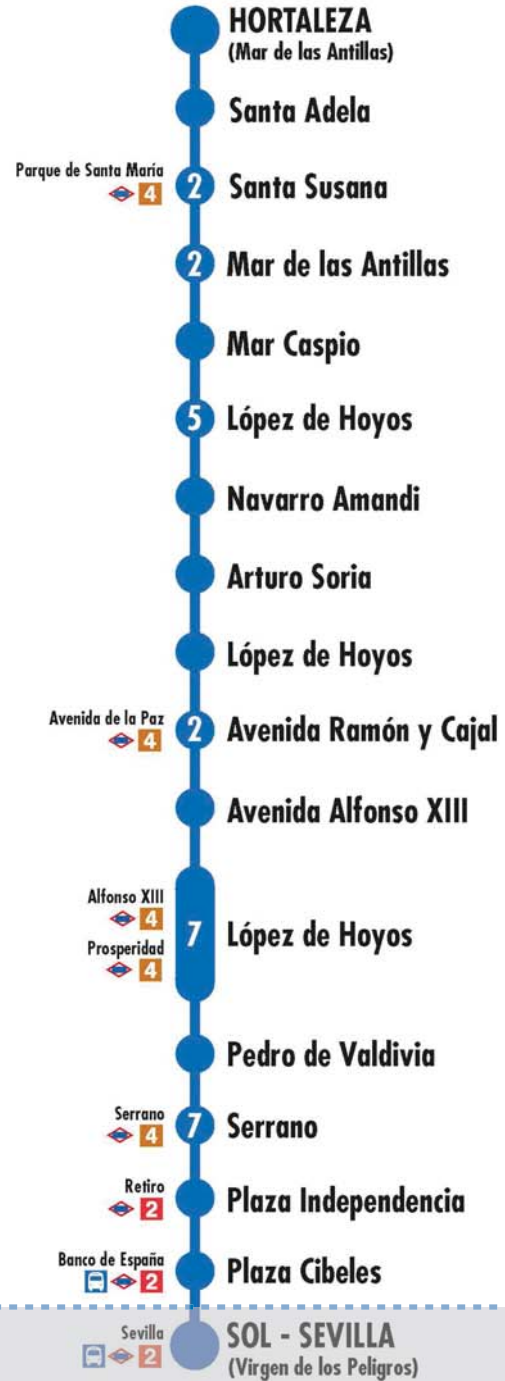 HORTALEZA
(Mar de las Antillas)
Santa Adela
Parque de Santa María
4
2
Santa Susana
2
Mar de las Antillas
Mar Caspio
5
López de Hoyos
Navarro Amandi
Arturo Soria
López de Hoyos
Avenida de la Paz
4
2
Avenida Ramón y Cajal
Avenida Alfonso XIII
Alfonso XIII
4
Prosperidad
4
7
López de Hoyos
Pedro de Valdivia
Serrano
4
7
Serrano
Retiro
2
Plaza Independencia
Banco de España
2
Plaza Cibeles
Sevilla
2
SOL - SEVILLA
(Virgen de los Peligros)